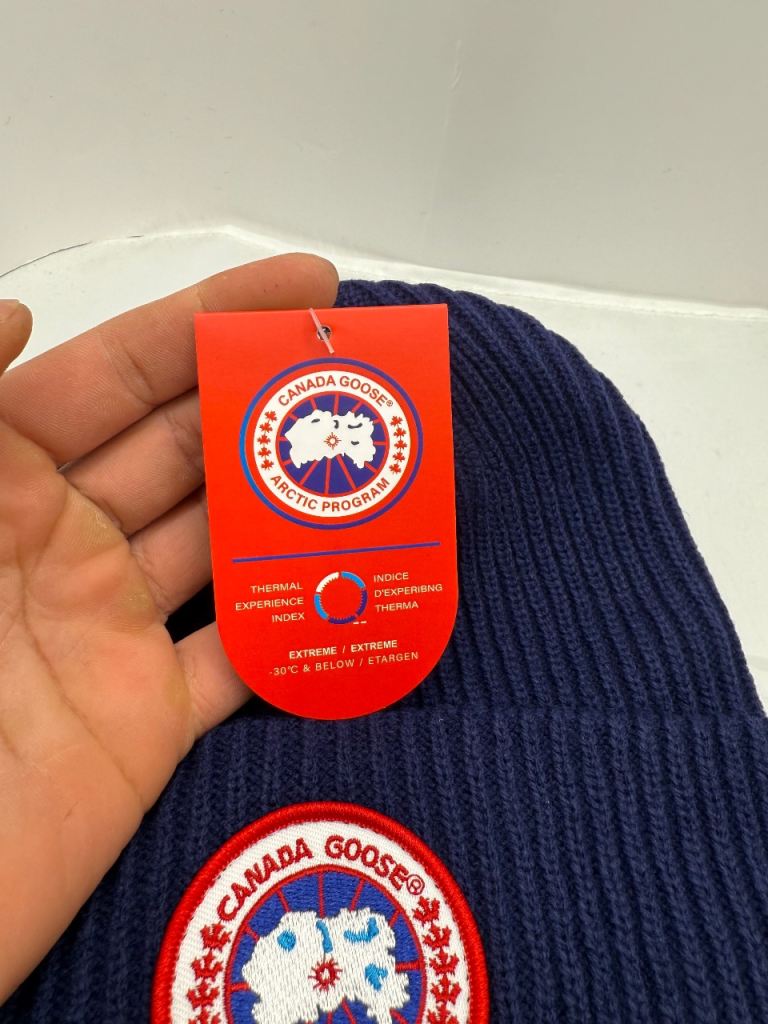 CANADA GOOSE®
ARCTIC PROGRAM
THERMAL
EXPERIENCE
INDEX
INDICE
D'EXPERIBNG
THERMA
EXTREME / EXTREME
-30°C & BELOW / ETARGEN
CANADA GOOSE®